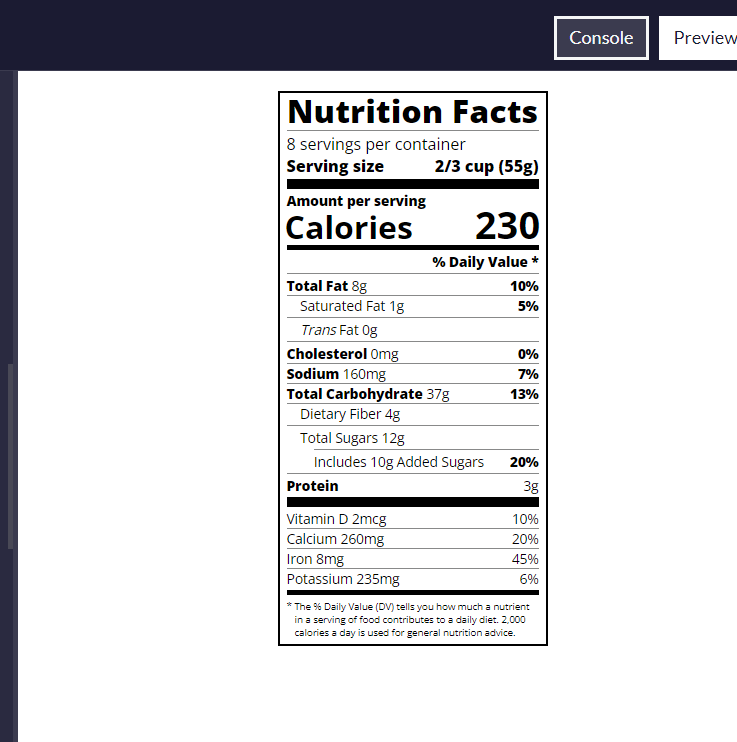 Console
Preview
Nutrition Facts
8 servings per container
Serving size 2/3 cup (55g)
Amount per serving
Calories 230
% Daily Value *
Total Fat 8g 10%
Saturated Fat 1g 5%
Trans Fat 0g
Cholesterol 0mg 0%
Sodium 160mg 7%
Total Carbohydrate 37g 13%
Dietary Fiber 4g
Total Sugars 12g
Includes 10g Added Sugars 20%
Protein 3g
Vitamin D 2mcg 10%
Calcium 260mg 20%
Iron 8mg 45%
Potassium 235mg 6%
* The % Daily Value (DV) tells you how much a nutrient
in a serving of food contributes to a daily diet. 2,000
calories a day is used for general nutrition advice.